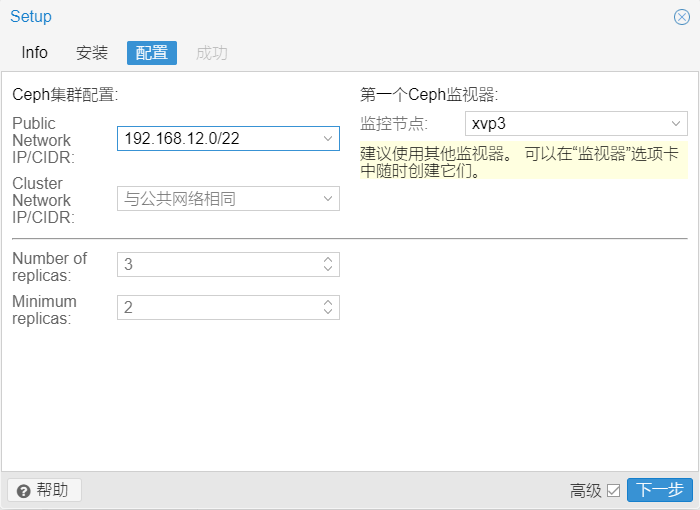 Setup
Info 安装 配置 成功
Ceph集群配置:
第一个Ceph监视器:
Public
Network
IP/CIDR:
192.168.12.0/22
监控节点:
xvp3
建议使用其他监视器。 可以在“监视器”选项卡
中随时创建它们。
Cluster
Network
IP/CIDR:
与公共网络相同
Number of
replicas:
3
Minimum
replicas:
2
帮助
高级
下一步